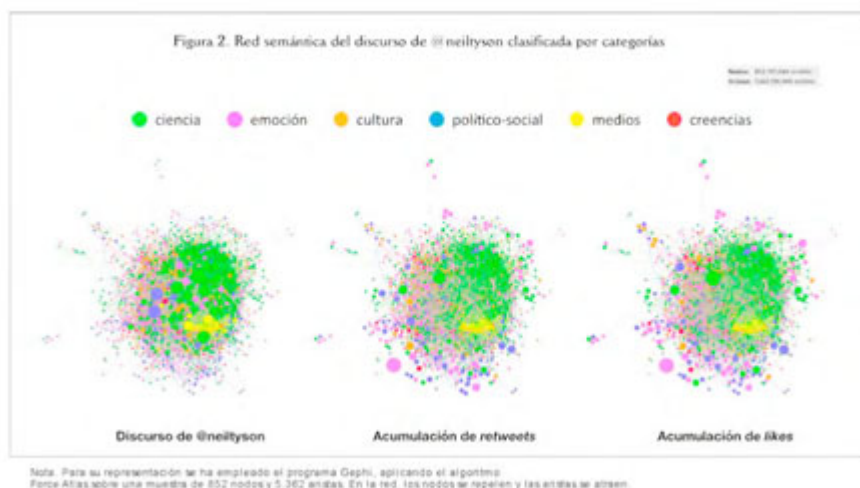 Figura 2. Red semántica del discurso de @neiltyson clasificada por categorías
Nodos:
Aristas:
ciencia emoción cultura político-social medios creencias
Discurso de @neiltyson Acumulación de retweets Acumulación de likes
Nota. Para su representación se ha empleado el programa Gephi, aplicando el algoritmo
Force Atlas sobre una muestra de 852 nodos y 5.362 aristas. En la red, los nodos se repelen y las aristas se atraen.